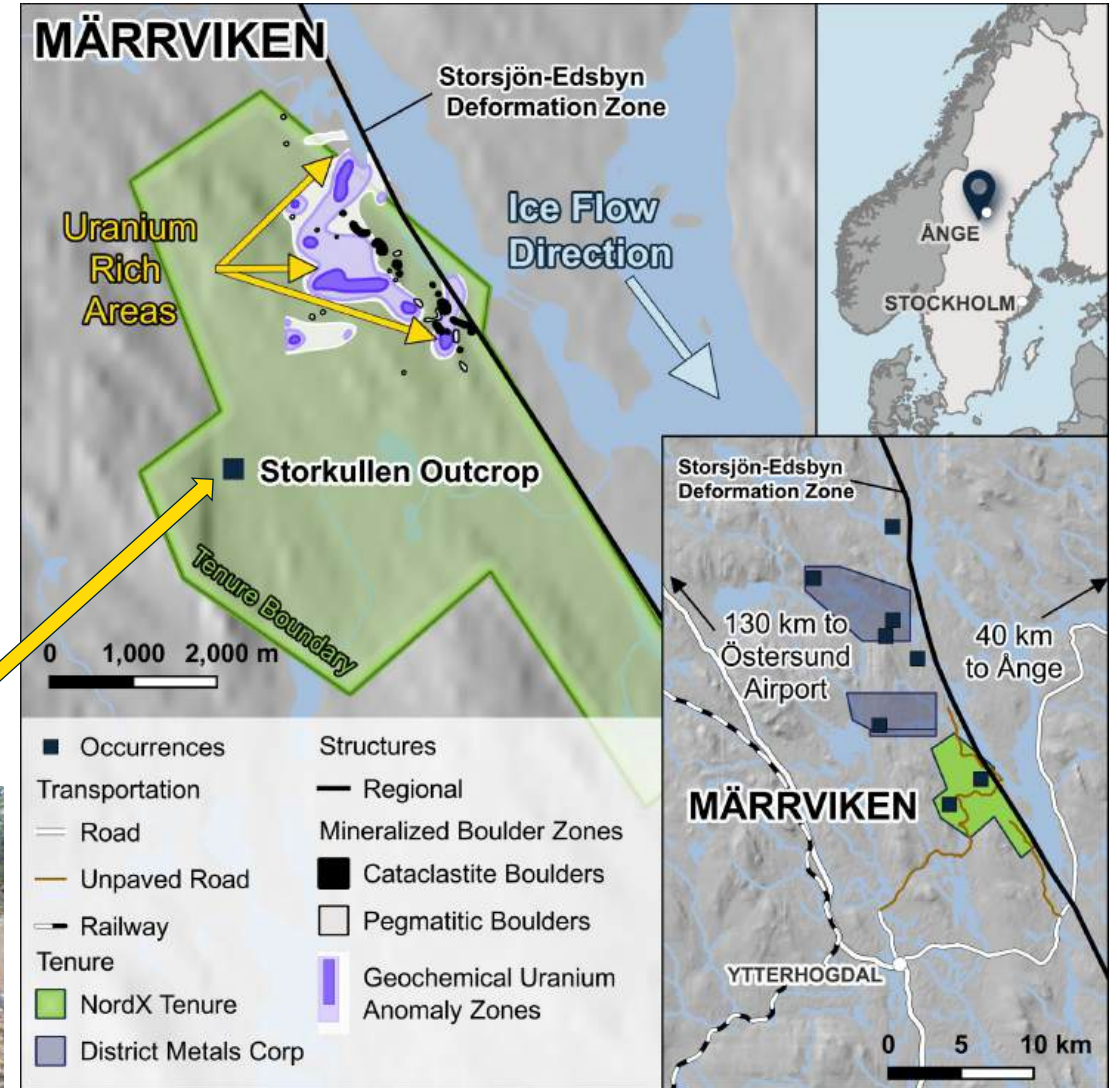 MÄRRVIKEN
Storsjön-Edsbyn
Deformation Zone
Uranium
Rich
Areas
Ice Flow
Direction
Storkullen Outcrop
Tenure Boundary
0 1,000 2,000 m
Occurrences
Transportation
Road
Unpaved Road
Railway
Tenure
NordX Tenure
District Metals Corp
Structures
Regional
Mineralized Boulder Zones
Cataclastite Boulders
Pegmatitic Boulders
Geochemical Uranium
Anomaly Zones
ÅNGE
STOCKHOLM
Storsjön-Edsbyn
Deformation Zone
130 km to
Östersund
Airport
40 km
to Ånge
MÄRRVIKEN
YTTERHOGDAL
0 5 10 km